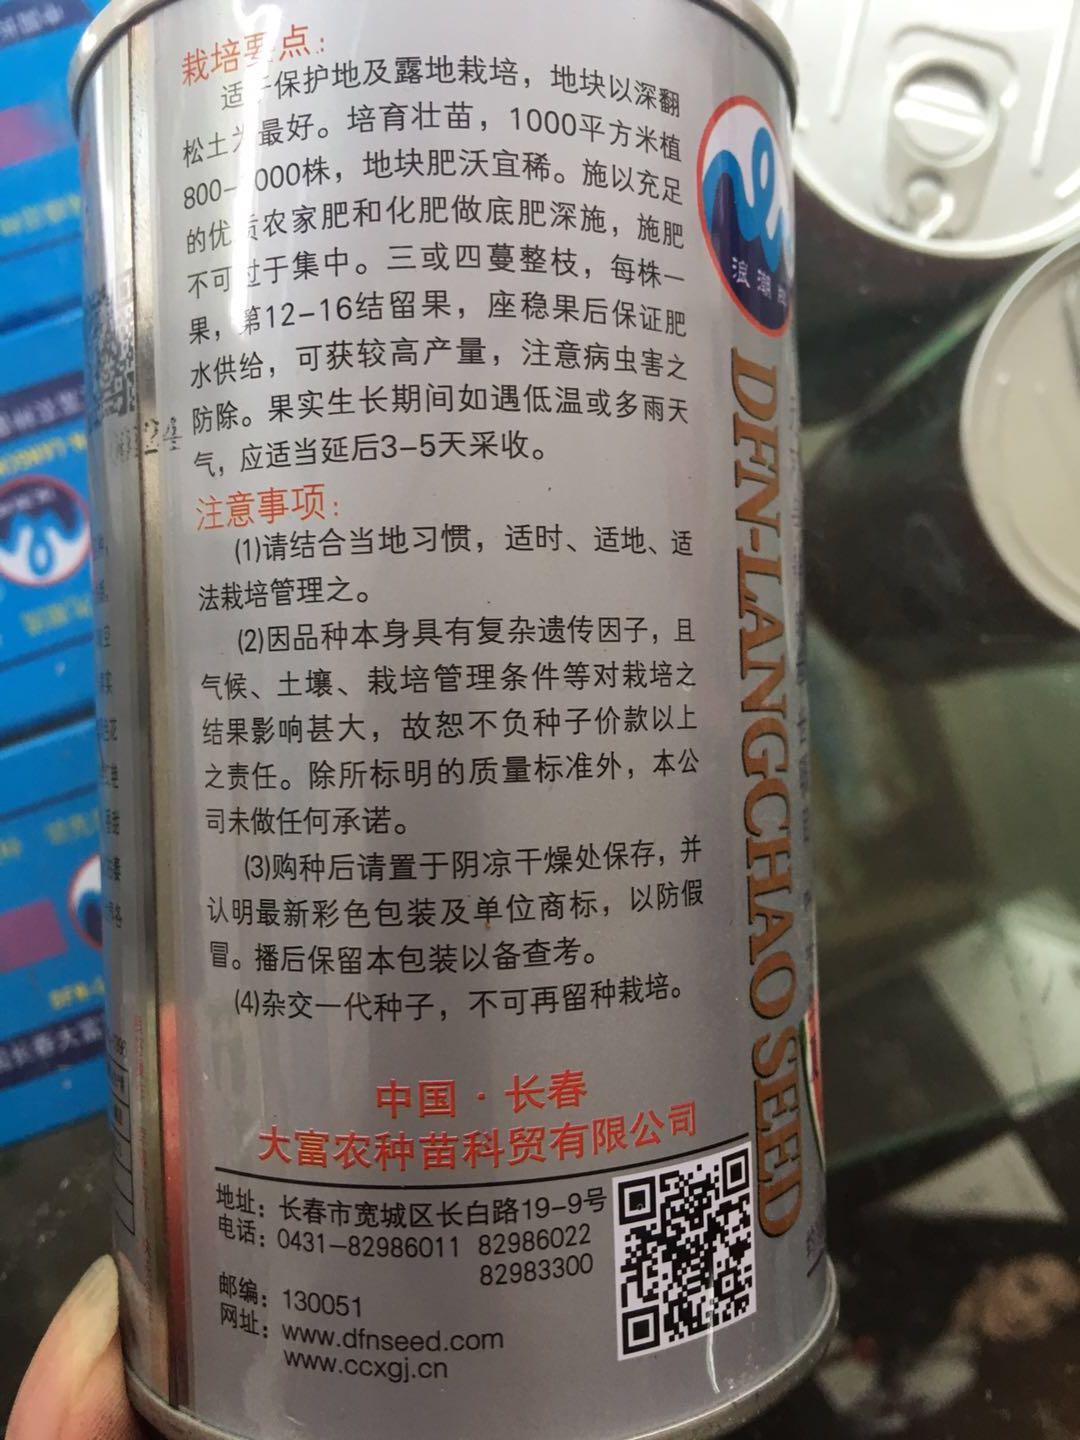 栽培要点：
适于保护地及露地栽培，地块以深翻
松土为最好。培育壮苗，1000平方米植
800-1000株，地块肥沃宜稀。施以充足
的优质农家肥和化肥做底肥深施，施肥
不可过于集中。三或四蔓整枝，每株一
果，第12-16结留果，座稳果后保证肥
水供给，可获较高产量，注意病虫害之
防除。果实生长期间如遇低温或多雨天
气，应适当延后3-5天采收。
注意事项：
(1)请结合当地习惯，适时、适地、适
法栽培管理之。
(2)因品种本身具有复杂遗传因子，且
气候、土壤、栽培管理条件等对栽培之
结果影响甚大，故恕不负种子价款以上
之责任。除所标明的质量标准外，本公
司未做任何承诺。
(3)购种后请置于阴凉干燥处保存，并
认明最新彩色包装及单位商标，以防假
冒。播后保留本包装以备查考。
(4)杂交一代种子，不可再留种栽培。
中国·长春
大富农种苗科贸有限公司
地址：长春市宽城区长白路19-9号
电话：0431-82986011 82986022
82983300
邮编：130051
网址：www.dfnseed.com
www.ccxgj.cn
DFN-LANGCHAO SEED